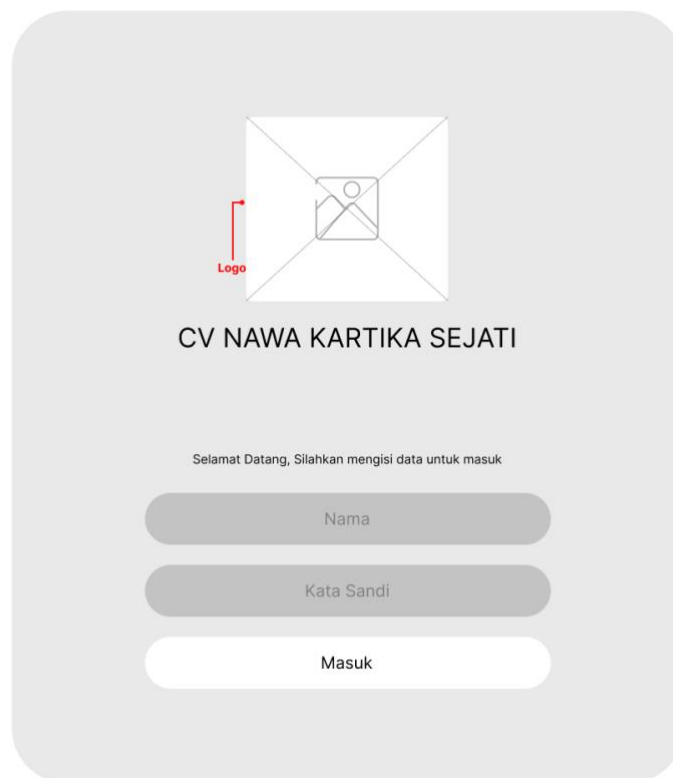 Logo
CV NAWA KARTIKA SEJATI
Selamat Datang, Silahkan mengisi data untuk masuk
Nama
Kata Sandi
Masuk